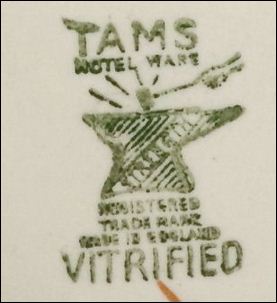 TAMS
HOTEL WARE
REGISTERED
TRADE MARK
MADE IN ENGLAND
VITRIFIED